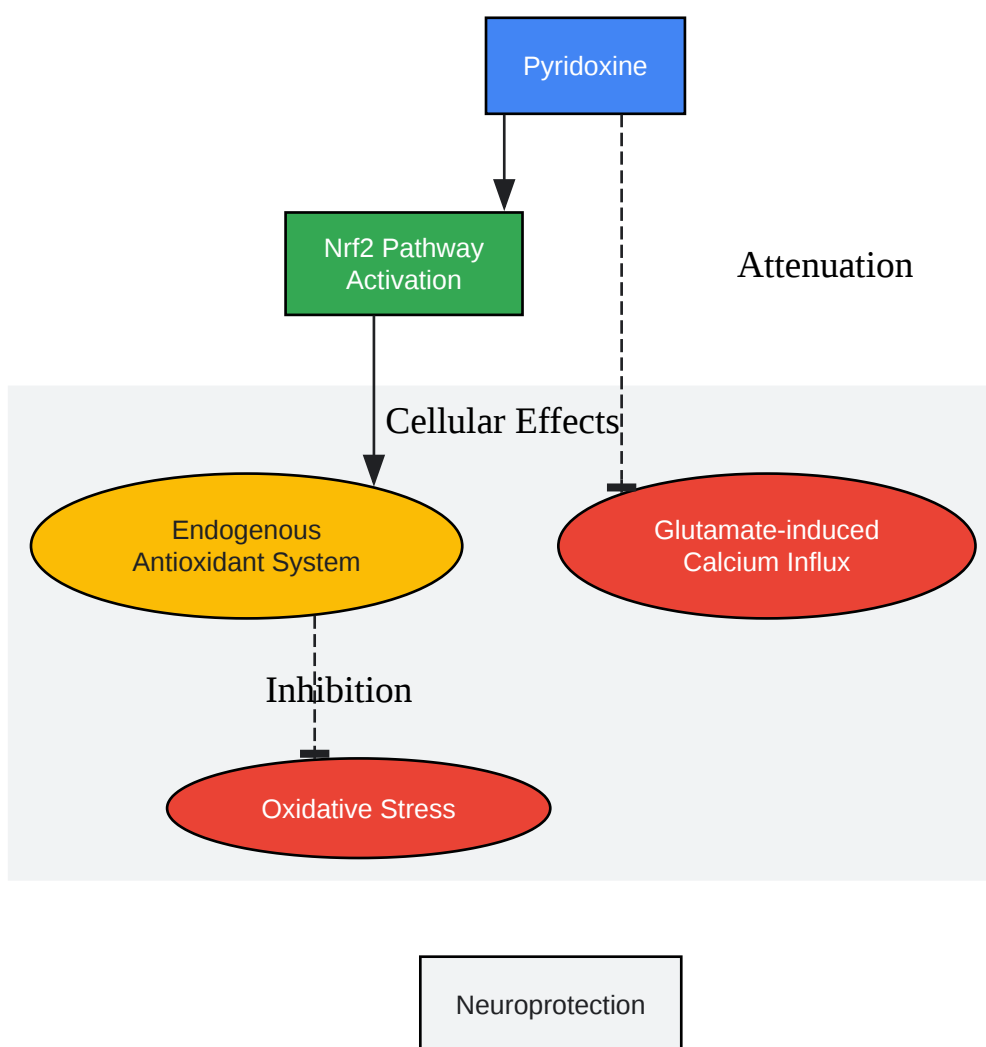 Pyridoxine
Nrf2 Pathway
Activation
Attenuation
Cellular Effects
Endogenous
Antioxidant System
Glutamate-induced
Calcium Influx
Inhibition
Oxidative Stress
Neuroprotection